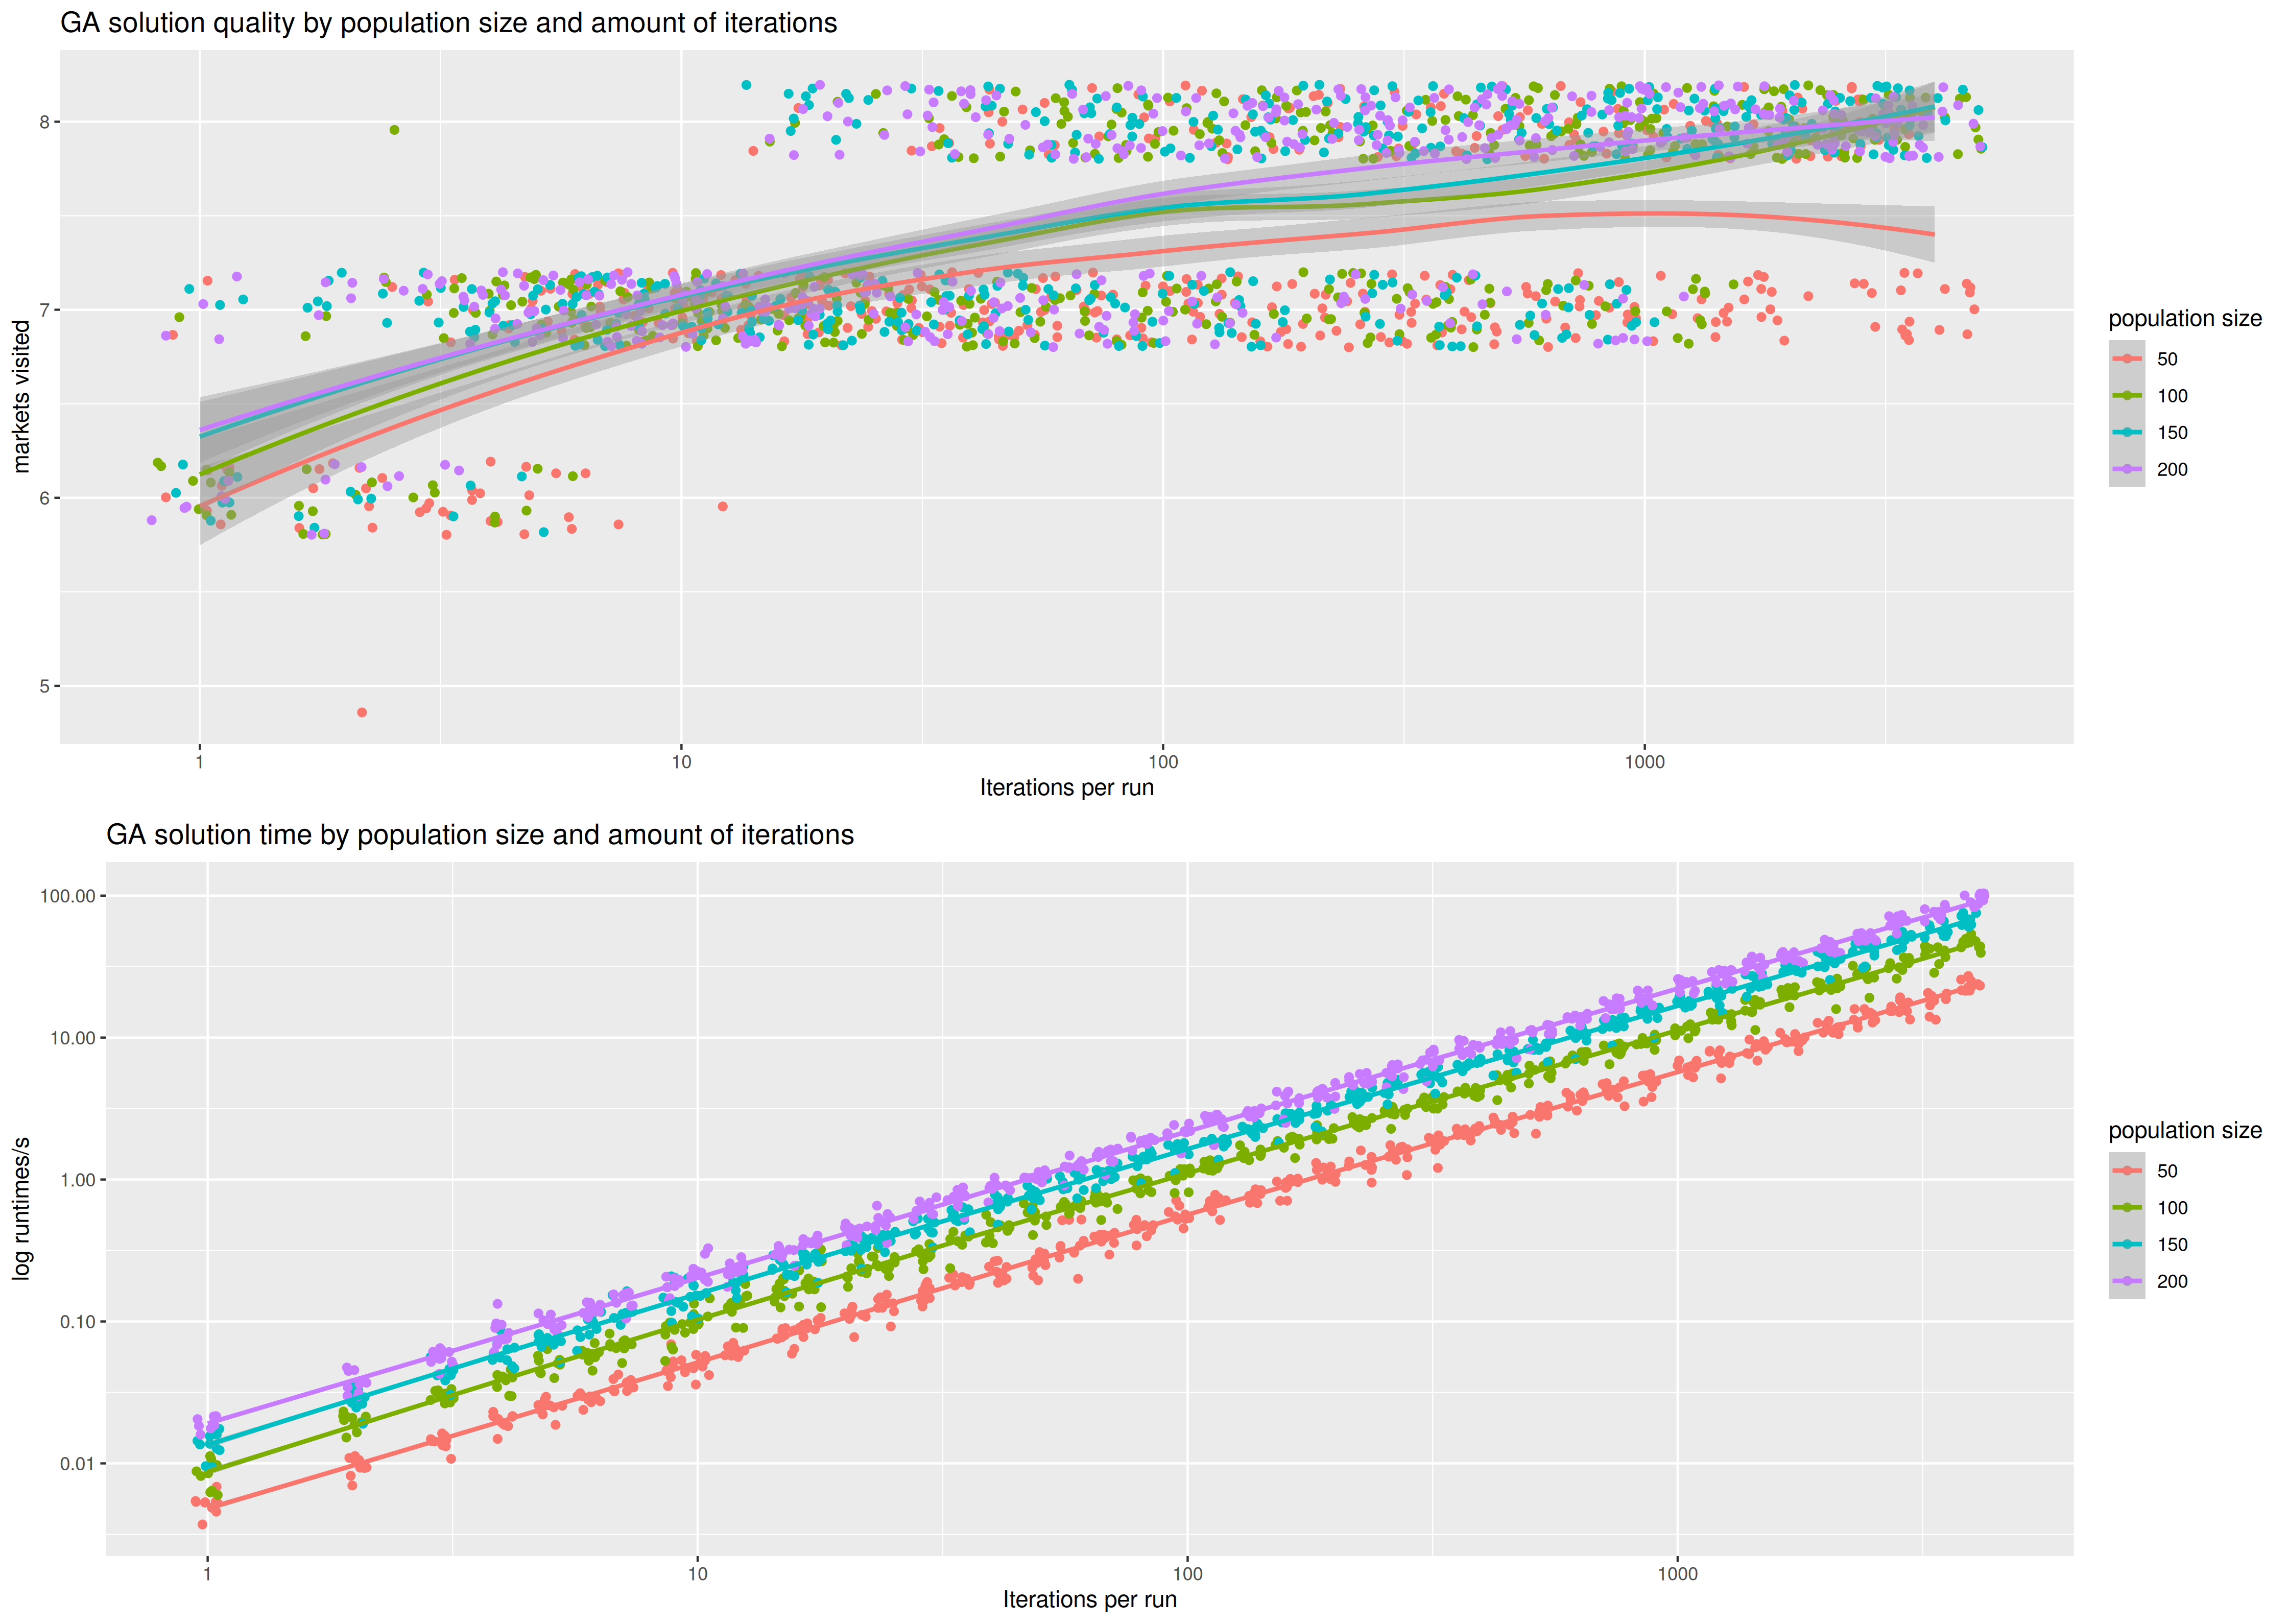 GA solution quality by population size and amount of iterations
8
7
6
5
markets visited
1 10 100 1000
Iterations per run
population size
50
100
150
200
GA solution time by population size and amount of iterations
100.00
10.00
1.00
0.10
0.01
log runtimes/s
1 10 100 1000
Iterations per run
population size
50
100
150
200